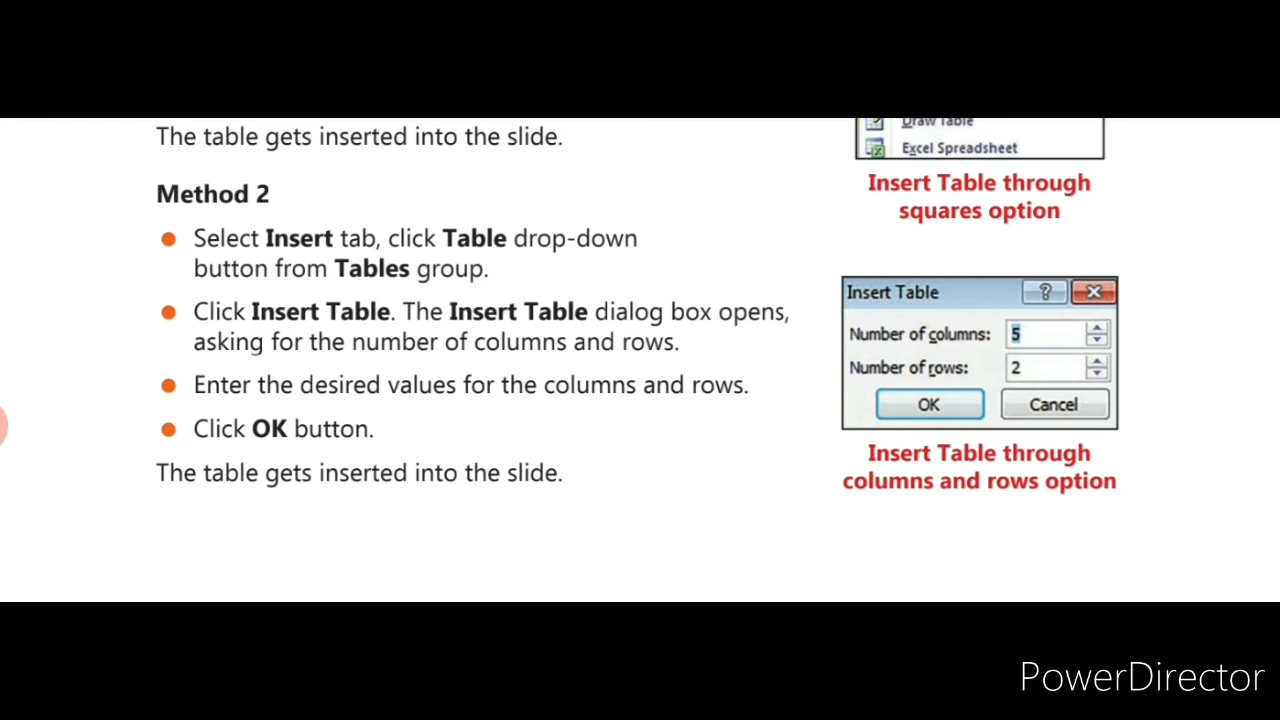 The table gets inserted into the slide.
Draw Table
Excel Spreadsheet
Insert Table through
squares option
Method 2
Select Insert tab, click Table drop-down
button from Tables group.
Click Insert Table. The Insert Table dialog box opens,
asking for the number of columns and rows.
Enter the desired values for the columns and rows.
Click OK button.
The table gets inserted into the slide.
Insert Table
?
Number of columns: 5
Number of rows: 2
OK Cancel
Insert Table through
columns and rows option
PowerDirector